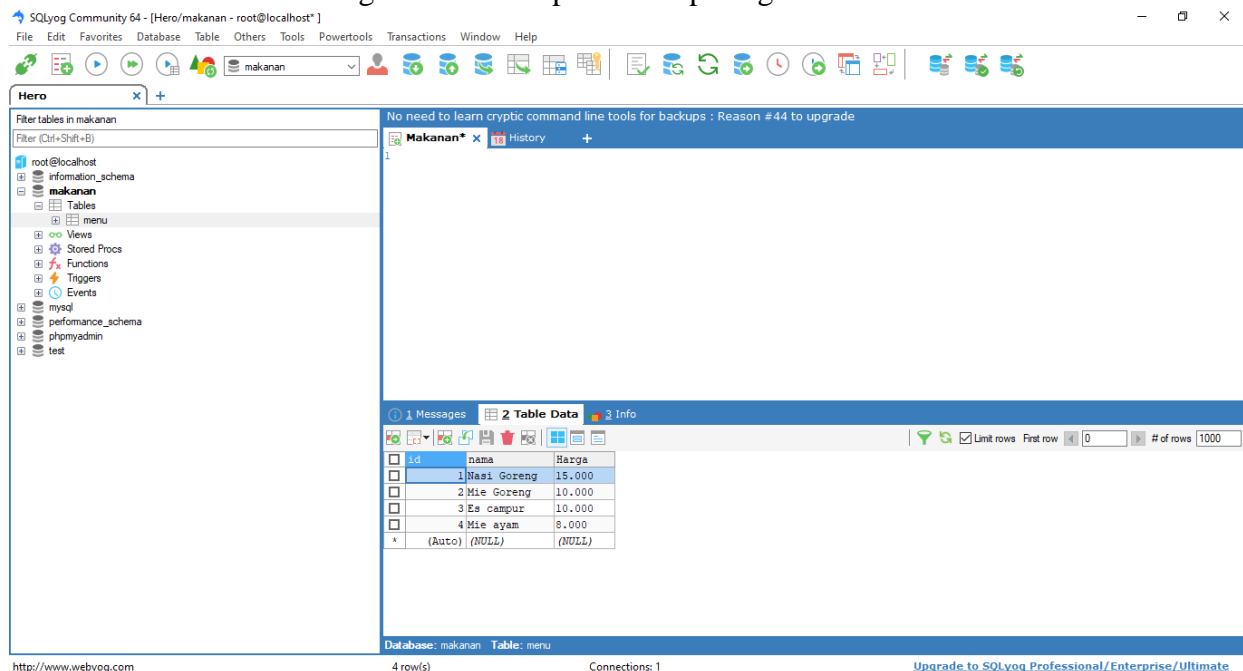 SQLyog Community 64 - [Hero/makanan - root@localhost* ]
File Edit Favorites Database Table Others Tools Powertools Transactions Window Help
makanan
Hero
Filter tables in makanan
Filter (Ctrl+Shift+B)
root@localhost
information_schema
makanan
Tables
menu
Views
Stored Procs
Functions
Triggers
Events
mysql
performance_schema
phpmyadmin
test
No need to learn cryptic command line tools for backups : Reason #44 to upgrade
Makanan* 18 History
1
1 Messages 2 Table Data 3 Info
Limit rows First row 0 # of rows 1000
id nama Harga
1 Nasi Goreng 15.000
2 Mie Goreng 10.000
3 Es campur 10.000
4 Mie ayam 8.000
* (Auto) (NULL) (NULL)
Database: makanan Table: menu
http://www.webyog.com 4 row(s) Connections: 1 Upgrade to SQLyog Professional/Enterprise/Ultimate